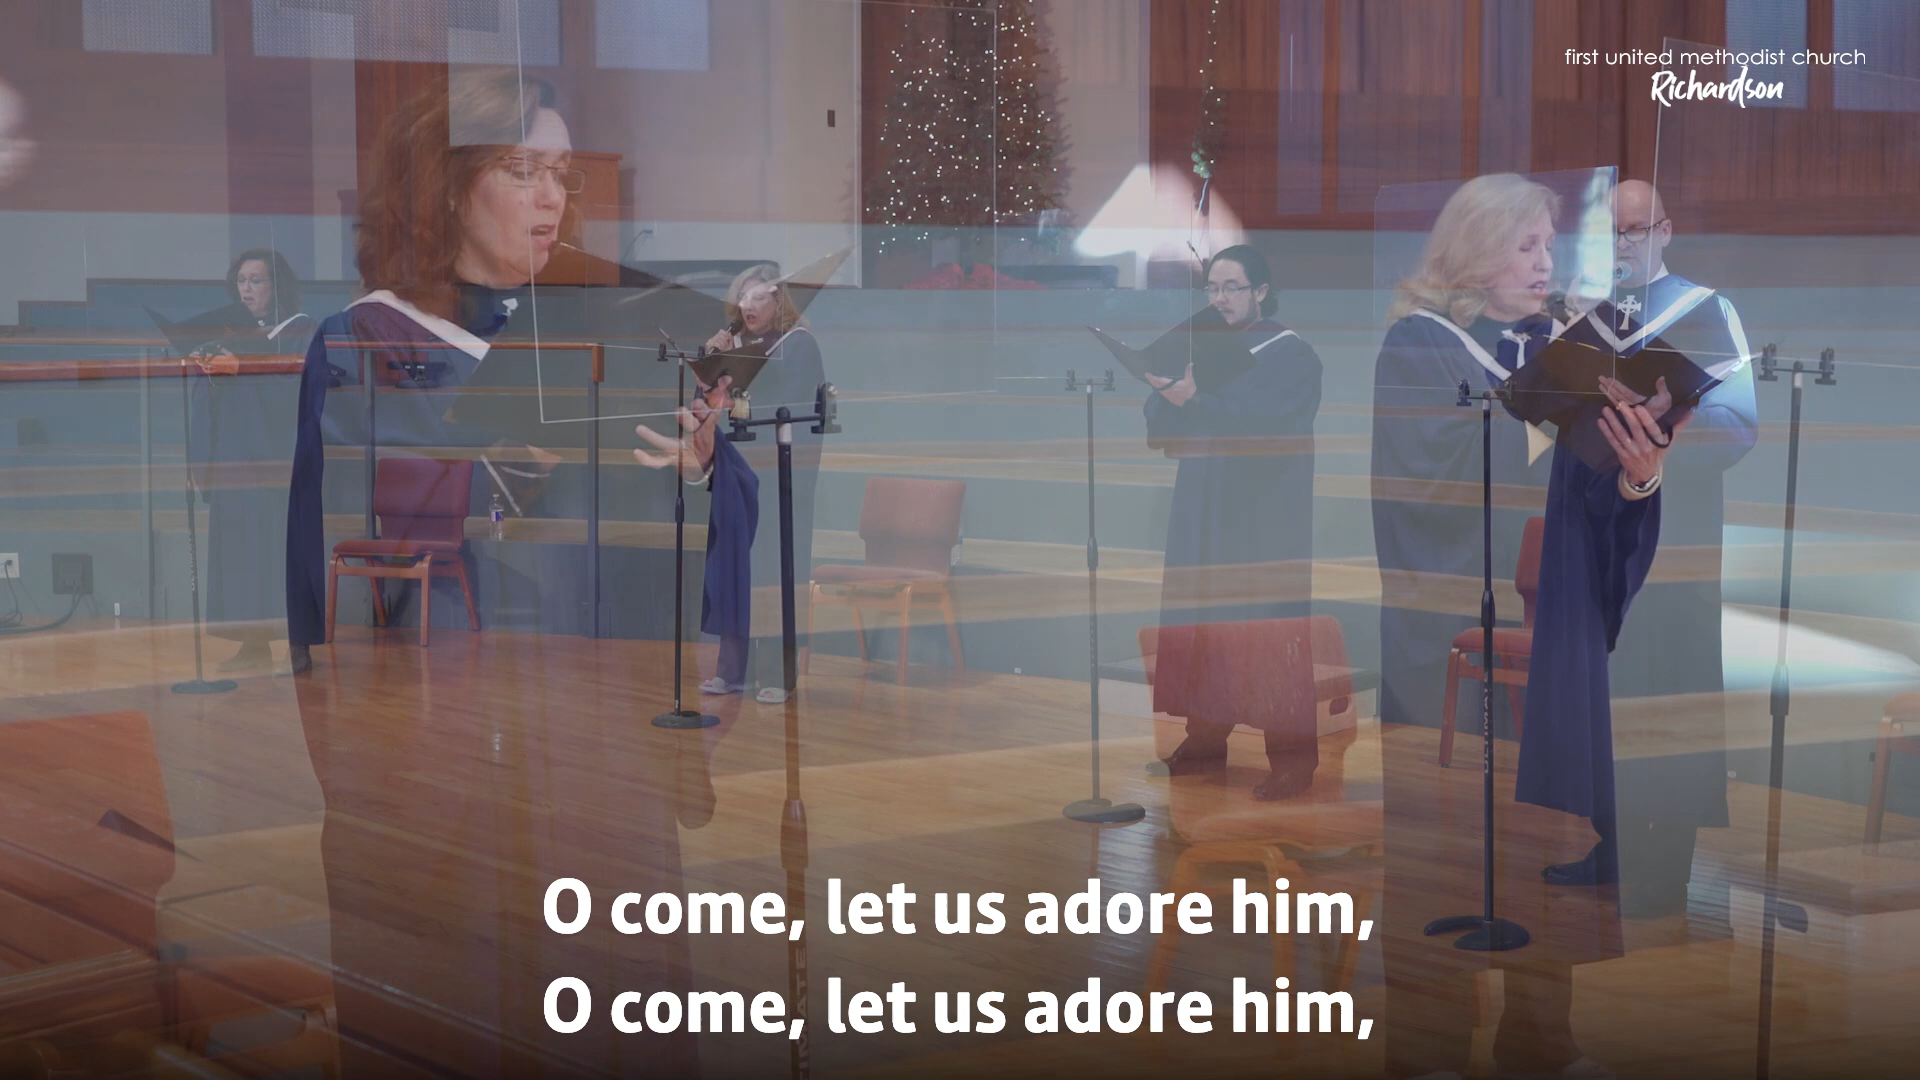 first united methodist church
Richardson
O come, let us adore him,
O come, let us adore him,